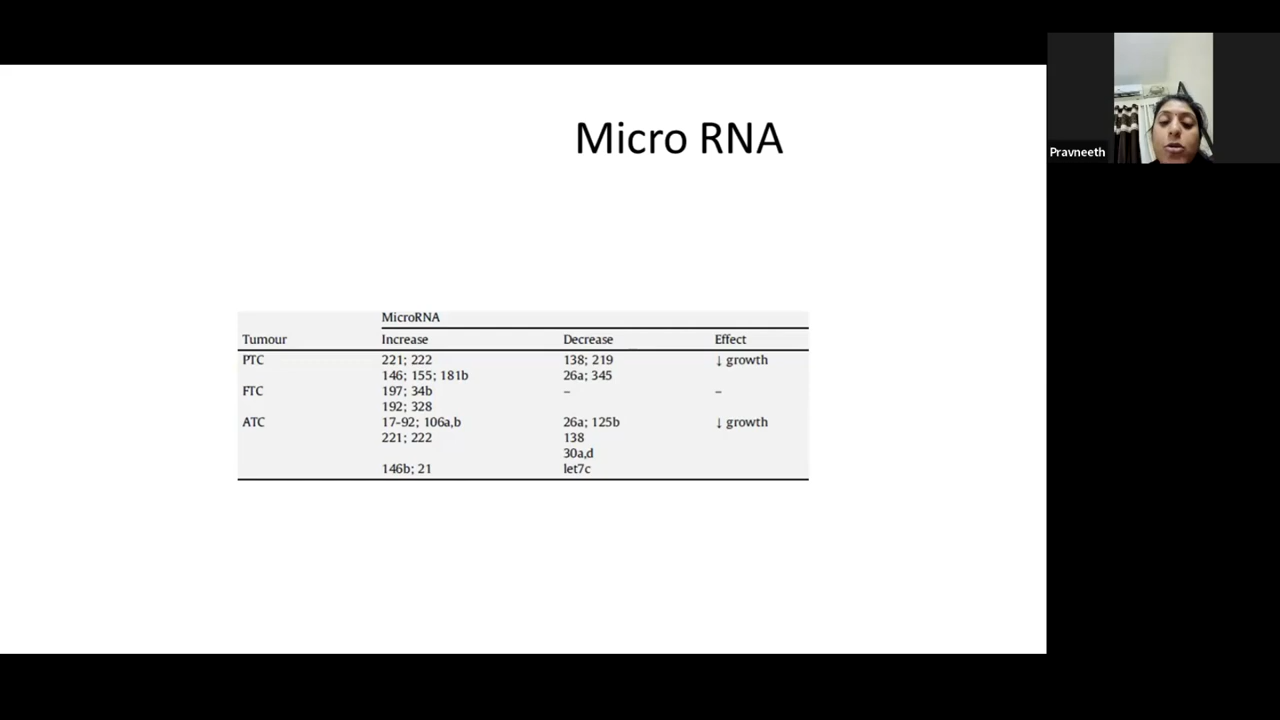 Micro RNA
MicroRNA
Tumour Increase Decrease Effect
PTC 221; 222 138; 219 ↓ growth
146; 155; 181b 26a; 345
FTC 197; 34b – –
192; 328
ATC 17-92; 106a,b 26a; 125b ↓ growth
221; 222 138
30a,d
146b; 21 let7c
Pravneeth